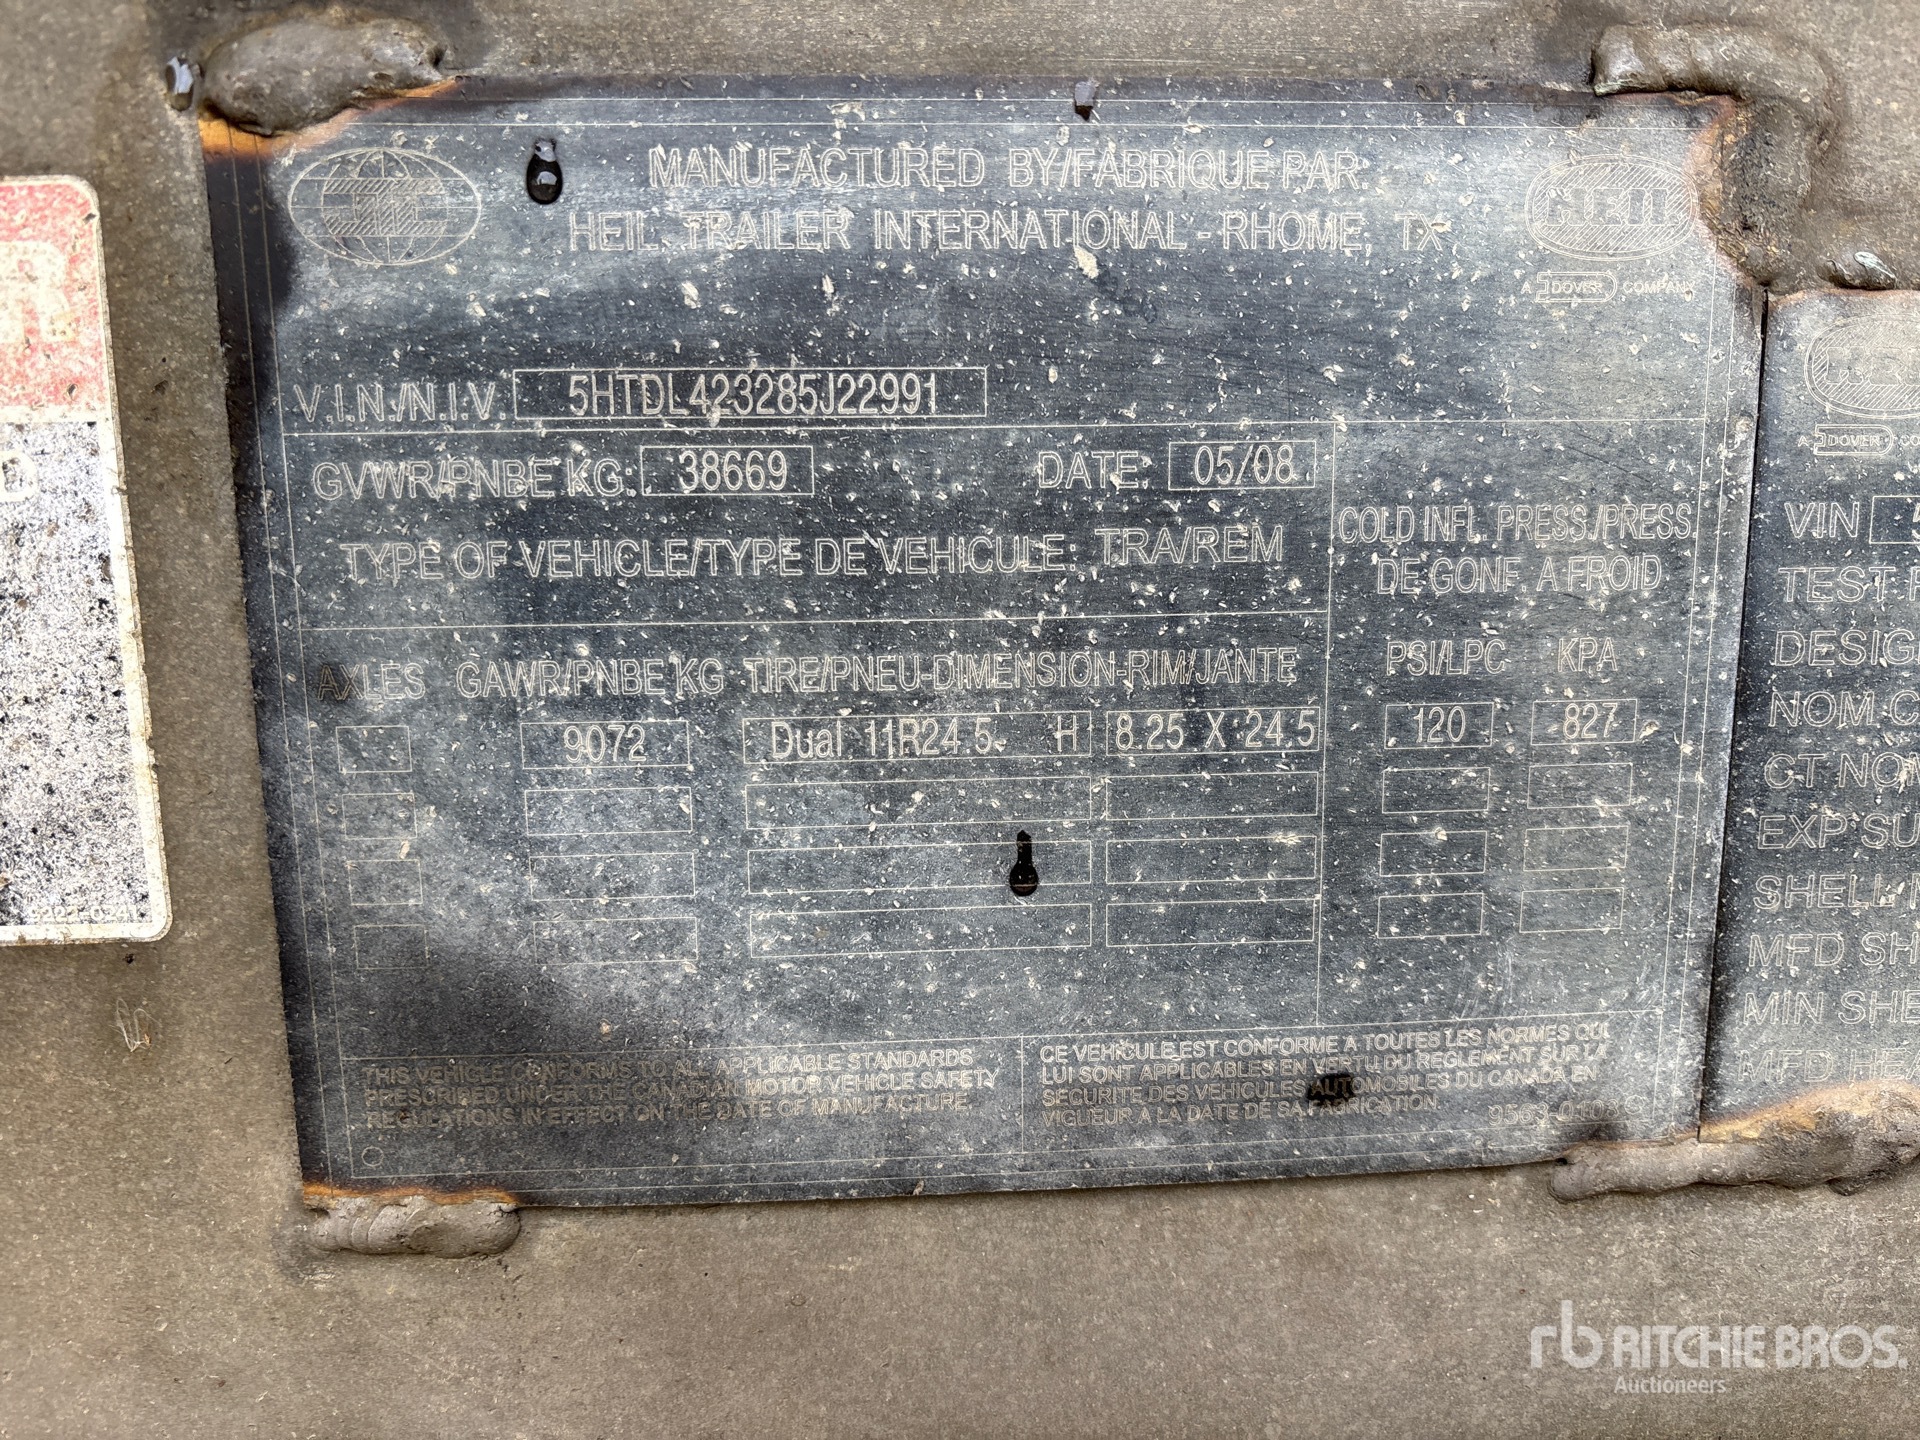 MANUFACTURED BY/FABRIQUE PAR.
HEIL TRAILER INTERNATIONAL - RHOME, TX
HEIL
A DOVER COMPANY
V.I.N./N.I.V. 5HTDL423285J22991
GVWR/PNBE KG: 38669 DATE: 05/08
TYPE OF VEHICLE/TYPE DE VEHICULE: TRA/REM
COLD INFL. PRESS./PRESS.
DE GONF. A FROID
AXLES GAWR/PNBE KG TIRE/PNEU-DIMENSION-RIM/JANTE PSI/LPC KPA
9072 Dual 11R24.5 H 8.25 X 24.5 120 827
THIS VEHICLE CONFORMS TO ALL APPLICABLE STANDARDS
PRESCRIBED UNDER THE CANADIAN MOTOR VEHICLE SAFETY
REGULATIONS IN EFFECT ON THE DATE OF MANUFACTURE.
CE VEHICULE EST CONFORME A TOUTES LES NORMES QUI
LUI SONT APPLICABLES EN VERTU DU REGLEMENT SUR LA
SECURITE DES VEHICULES AUTOMOBILES DU CANADA EN
VIGUEUR A LA DATE DE SA FABRICATION.
A DOVER CO
VIN 5
TEST
DESIG
NOM C
CT NOM
EXP SU
SHELL M
MFD SH
MIN SHE
MFD HEA
rb RITCHIE BROS.
Auctioneers